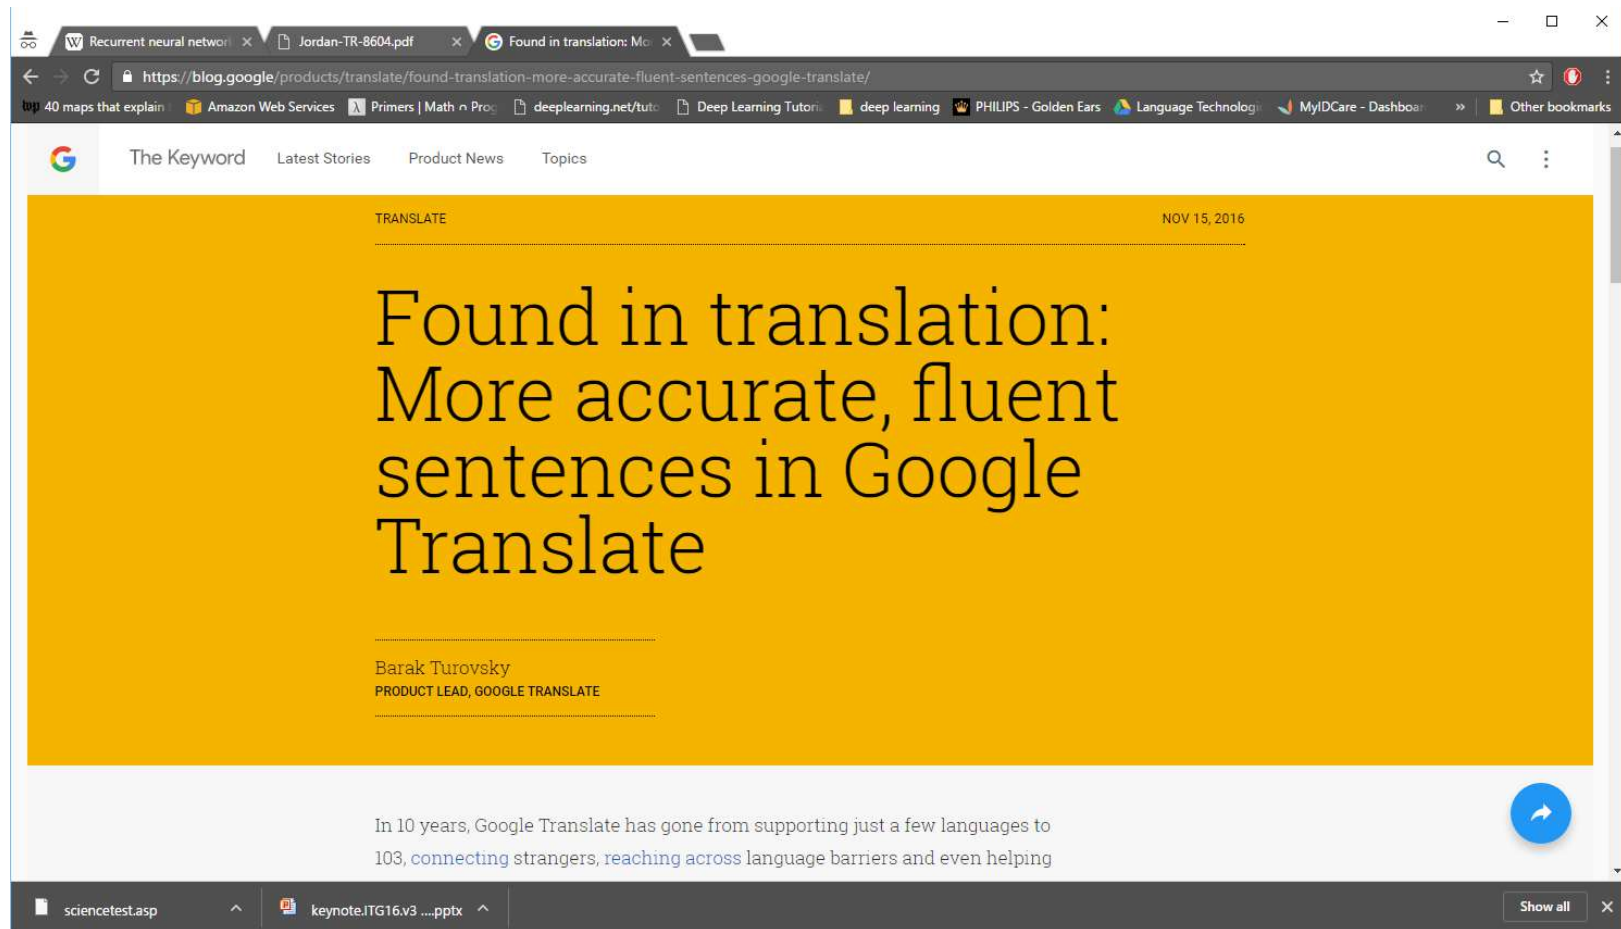 Recurrent neural networ
Jordan-TR-8604.pdf
Found in translation: Mo
https://blog.google/products/translate/found-translation-more-accurate-fluent-sentences-google-translate/
40 maps that explain
Amazon Web Services
Primers | Math ∩ Prog
deeplearning.net/tuto
Deep Learning Tutori
deep learning
PHILIPS - Golden Ears
Language Technologi
MyIDCare - Dashboar
»
Other bookmarks
The Keyword
Latest Stories
Product News
Topics
TRANSLATE
NOV 15, 2016
Found in translation:
More accurate, fluent
sentences in Google
Translate
Barak Turovsky
PRODUCT LEAD, GOOGLE TRANSLATE
In 10 years, Google Translate has gone from supporting just a few languages to
103, connecting strangers, reaching across language barriers and even helping
sciencetest.asp
keynote.ITG16.v3 ....pptx
Show all